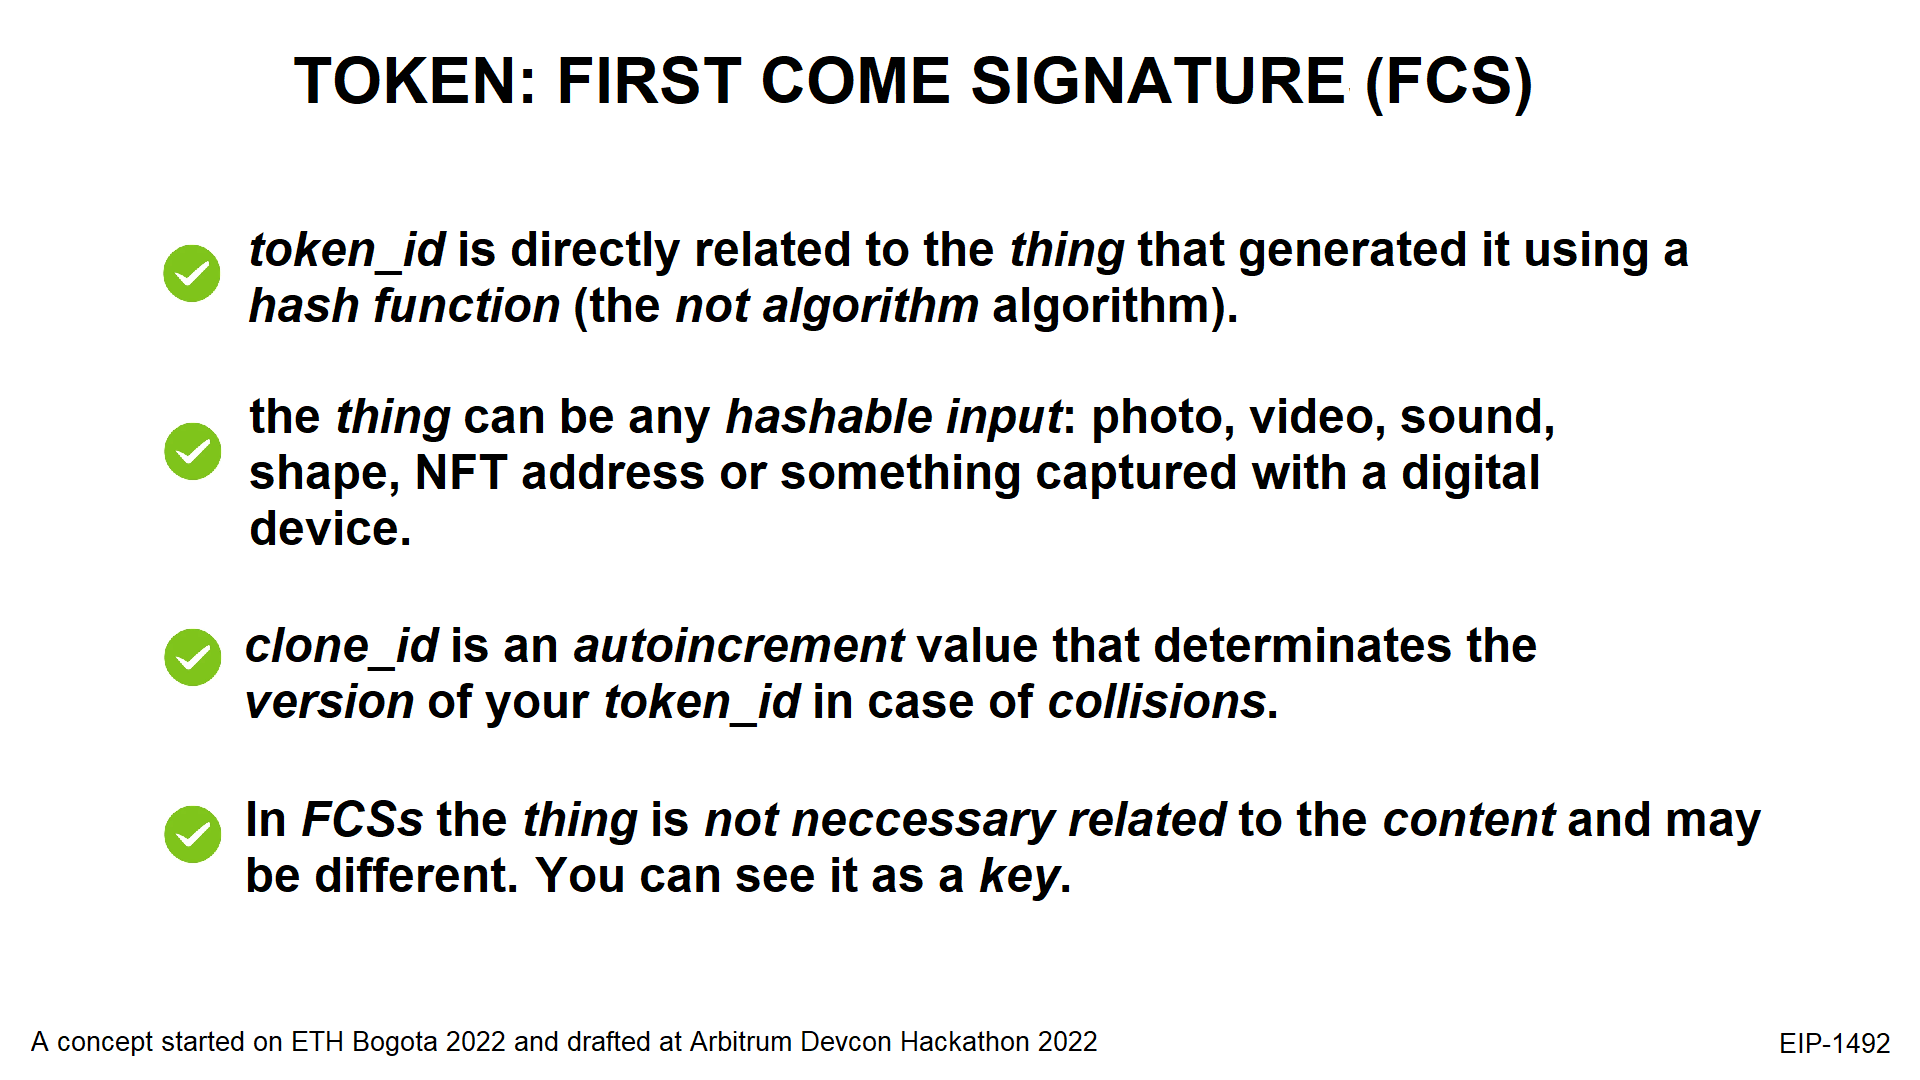 TOKEN: FIRST COME SIGNATURE (FCS)
token_id is directly related to the thing that generated it using a
hash function (the not algorithm algorithm).
the thing can be any hashable input: photo, video, sound,
shape, NFT address or something captured with a digital
device.
clone_id is an autoincrement value that determinates the
version of your token_id in case of collisions.
In FCSs the thing is not neccessary related to the content and may
be different. You can see it as a key.
A concept started on ETH Bogota 2022 and drafted at Arbitrum Devcon Hackathon 2022
EIP-1492